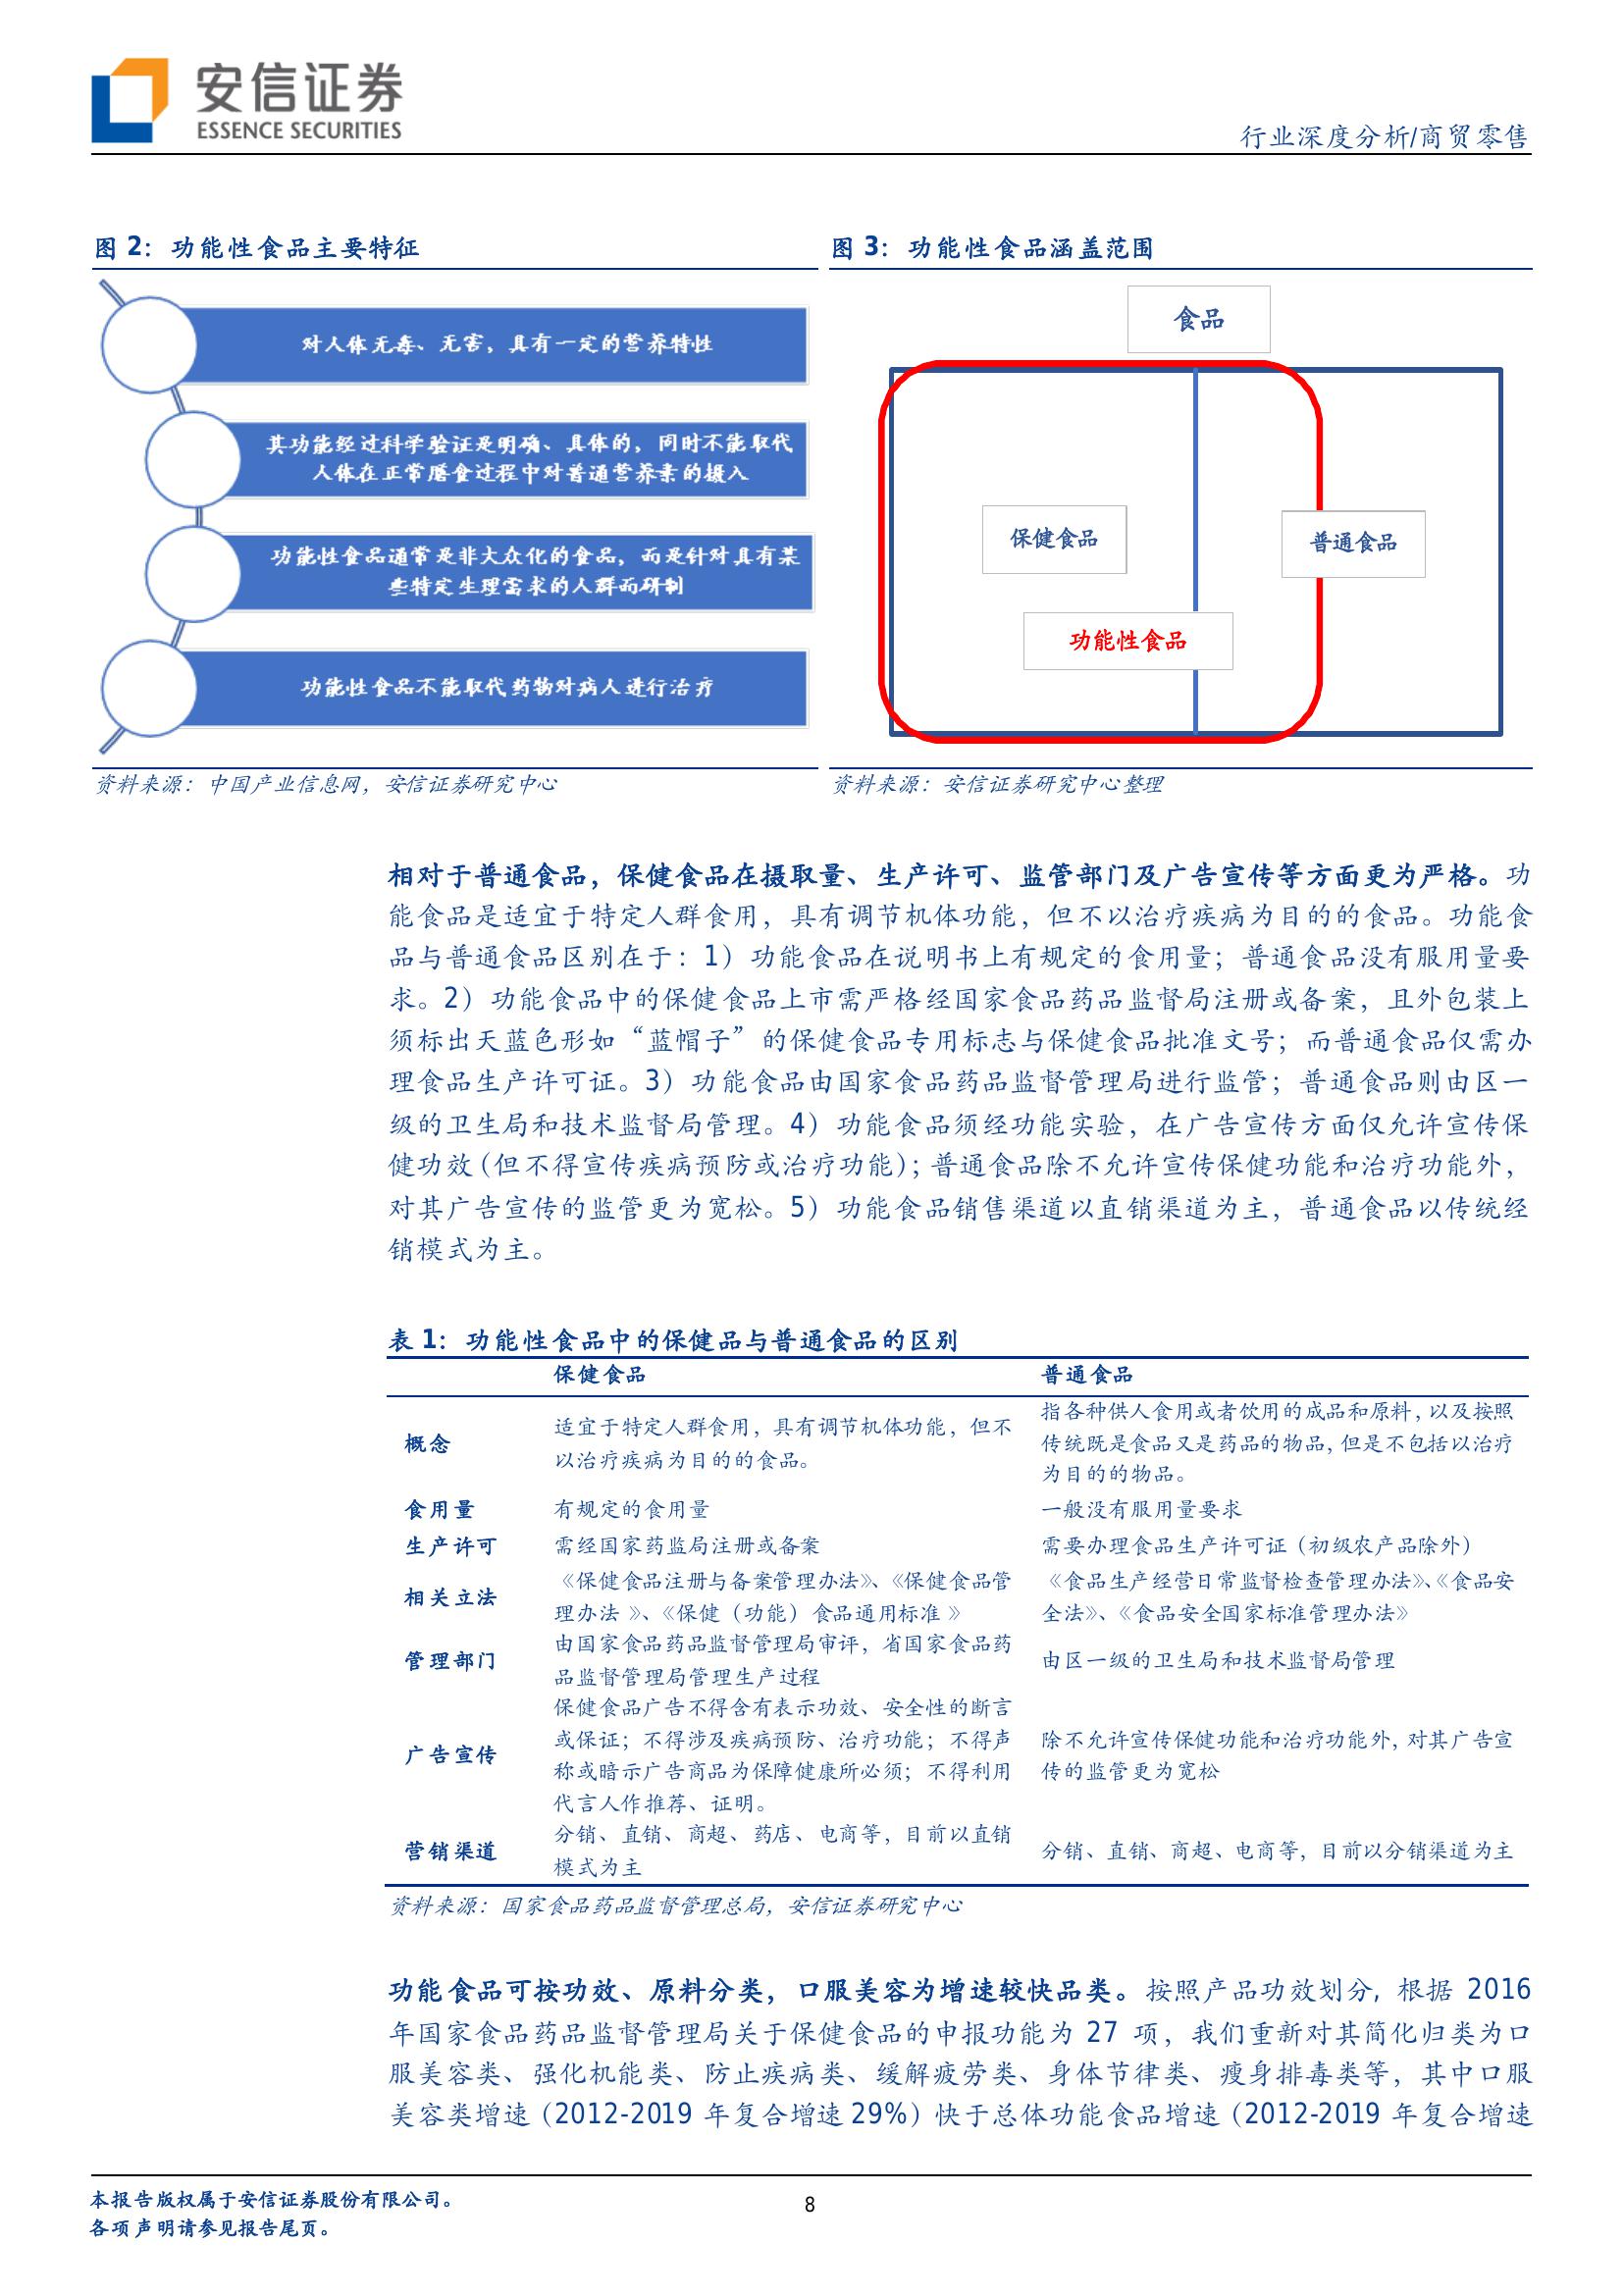 安信证券
ESSENCE SECURITIES
行业深度分析/商贸零售
图 2：功能性食品主要特征
对人体无毒、无害，具有一定的营养特性
其功能经过科学验证是明确、具体的，同时不能取代
人体在正常膳食过程中对普通营养素的摄入
功能性食品通常是非大众化的食品，而是针对具有某
些特定生理需求的人群而研制
功能性食品不能取代药物对病人进行治疗
资料来源：中国产业信息网，安信证券研究中心
图 3：功能性食品涵盖范围
食品
保健食品
普通食品
功能性食品
资料来源：安信证券研究中心整理
相对于普通食品，保健食品在摄取量、生产许可、监管部门及广告宣传等方面更为严格。功
能食品是适宜于特定人群食用，具有调节机体功能，但不以治疗疾病为目的的食品。功能食
品与普通食品区别在于：1）功能食品在说明书上有规定的食用量；普通食品没有服用量要
求。2）功能食品中的保健食品上市需严格经国家食品药品监督局注册或备案，且外包装上
须标出天蓝色形如“蓝帽子”的保健食品专用标志与保健食品批准文号；而普通食品仅需办
理食品生产许可证。3）功能食品由国家食品药品监督管理局进行监管；普通食品则由区一
级的卫生局和技术监督局管理。4）功能食品须经功能实验，在广告宣传方面仅允许宣传保
健功效（但不得宣传疾病预防或治疗功能）；普通食品除不允许宣传保健功能和治疗功能外，
对其广告宣传的监管更为宽松。5）功能食品销售渠道以直销渠道为主，普通食品以传统经
销模式为主。
表 1：功能性食品中的保健品与普通食品的区别
保健食品 普通食品
概念 适宜于特定人群食用，具有调节机体功能，但不
以治疗疾病为目的的食品。
指各种供人食用或者饮用的成品和原料，以及按照
传统既是食品又是药品的物品，但是不包括以治疗
为目的的物品。
食用量 有规定的食用量 一般没有服用量要求
生产许可 需经国家药监局注册或备案 需要办理食品生产许可证（初级农产品除外）
相关立法 《保健食品注册与备案管理办法》、《保健食品管
理办法 》、《保健（功能）食品通用标准 》
《食品生产经营日常监督检查管理办法》、《食品安
全法》、《食品安全国家标准管理办法》
管理部门 由国家食品药品监督管理局审评，省国家食品药
品监督管理局管理生产过程
由区一级的卫生局和技术监督局管理
广告宣传 保健食品广告不得含有表示功效、安全性的断言
或保证；不得涉及疾病预防、治疗功能；不得声
称或暗示广告商品为保障健康所必须；不得利用
代言人作推荐、证明。
除不允许宣传保健功能和治疗功能外，对其广告宣
传的监管更为宽松
营销渠道 分销、直销、商超、药店、电商等，目前以直销
模式为主
分销、直销、商超、电商等，目前以分销渠道为主
资料来源：国家食品药品监督管理总局，安信证券研究中心
功能食品可按功效、原料分类，口服美容为增速较快品类。按照产品功效划分，根据 2016
年国家食品药品监督管理局关于保健食品的申报功能为 27 项，我们重新对其简化归类为口
服美容类、强化机能类、防止疾病类、缓解疲劳类、身体节律类、瘦身排毒类等，其中口服
美容类增速（2012-2019 年复合增速 29%）快于总体功能食品增速（2012-2019 年复合增速
本报告版权属于安信证券股份有限公司。
各项声明请参见报告尾页。
8